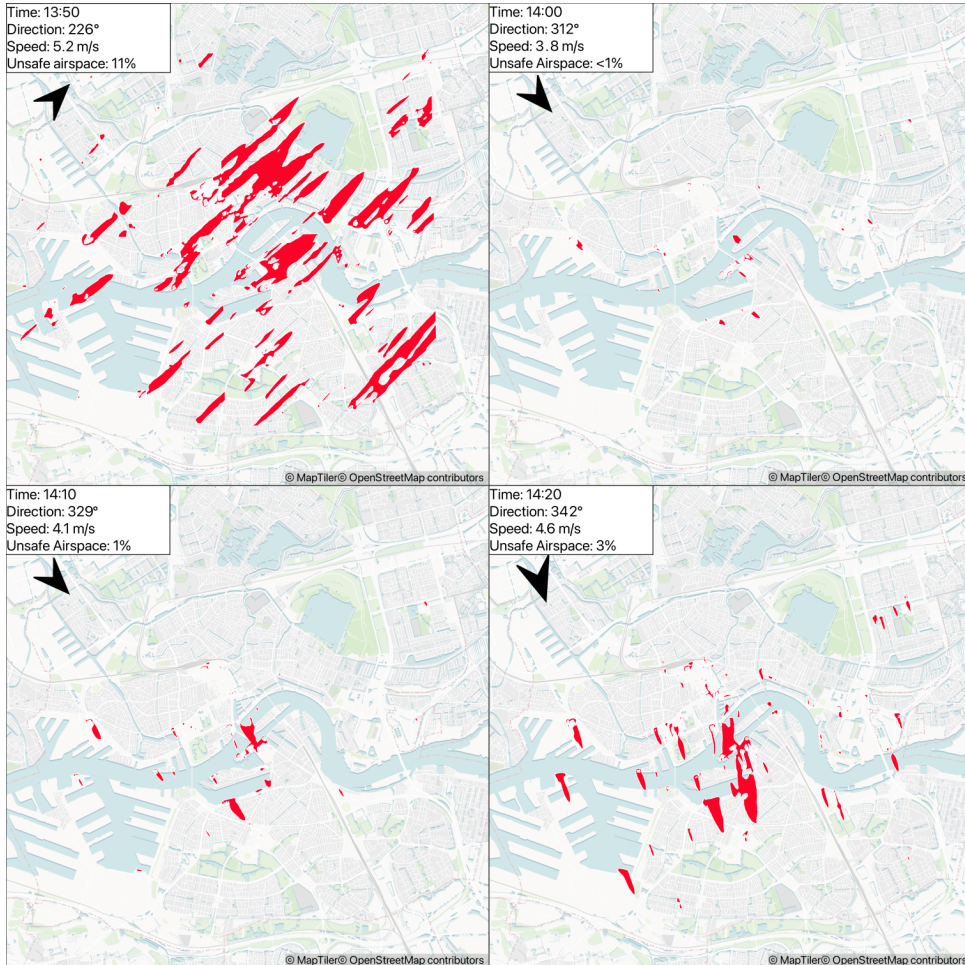 Time: 13:50
Direction: 226°
Speed: 5.2 m/s
Unsafe airspace: 11%
© MapTiler© OpenStreetMap contributors
Time: 14:00
Direction: 312°
Speed: 3.8 m/s
Unsafe Airspace: <1%
© MapTiler© OpenStreetMap contributors
Time: 14:10
Direction: 329°
Speed: 4.1 m/s
Unsafe Airspace: 1%
© MapTiler© OpenStreetMap contributors
Time: 14:20
Direction: 342°
Speed: 4.6 m/s
Unsafe Airspace: 3%
© MapTiler© OpenStreetMap contributors